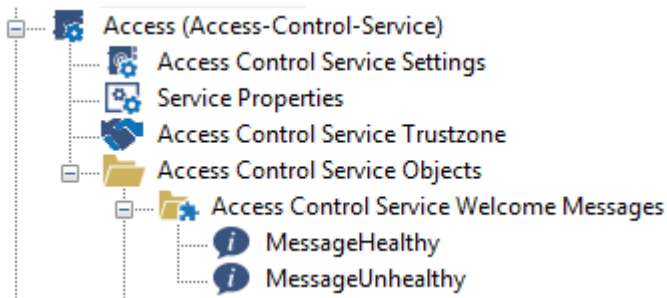 Access (Access-Control-Service)
Access Control Service Settings
Service Properties
Access Control Service Trustzone
Access Control Service Objects
Access Control Service Welcome Messages
MessageHealthy
MessageUnhealthy